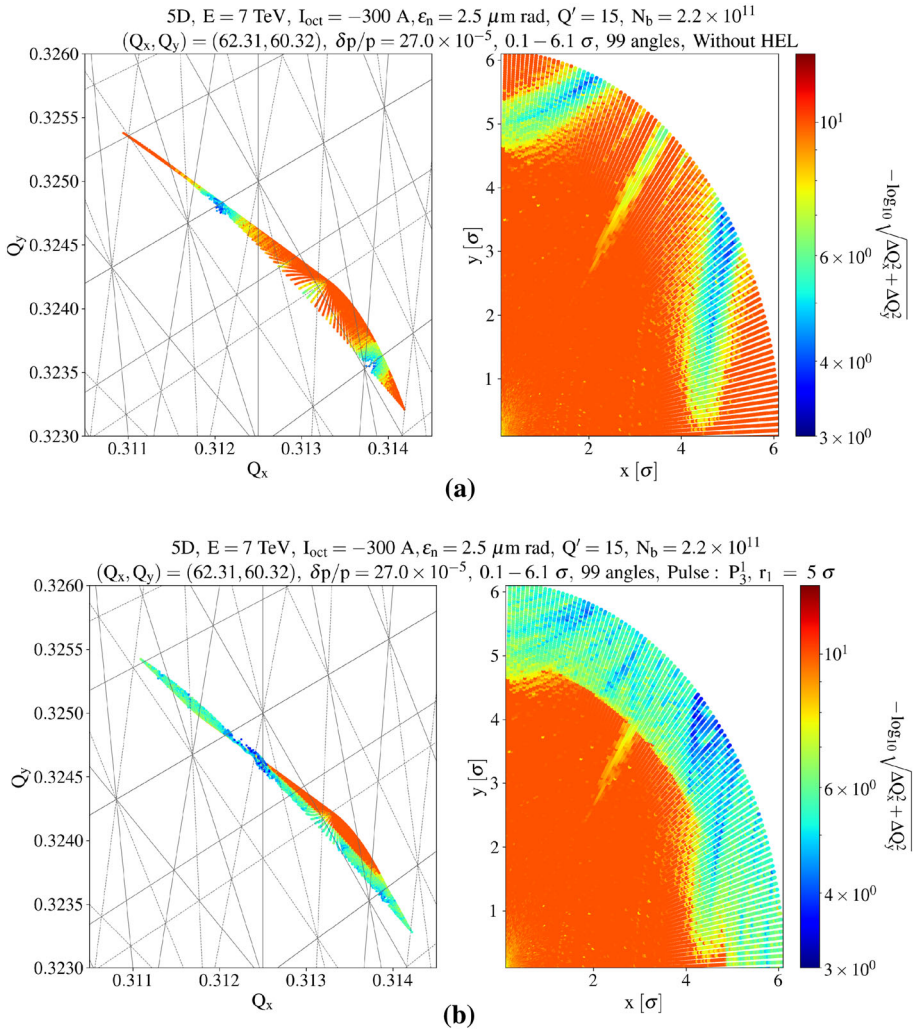 5D, E = 7 TeV, I_oct = −300 A, ε_n = 2.5 μm rad, Q′ = 15, N_b = 2.2 × 10^11
(Q_x, Q_y) = (62.31, 60.32), δp/p = 27.0 × 10^−5, 0.1 − 6.1 σ, 99 angles, Without HEL
0.3260
0.3255
0.3250
0.3245
0.3240
0.3235
0.3230
Q_y
0.311 0.312 0.313 0.314
Q_x
6
5
4
3
2
1
y [σ]
2 4 6
x [σ]
10^1
6 × 10^0
4 × 10^0
3 × 10^0
−log_10 √ΔQ_x^2 + ΔQ_y^2
(a)
5D, E = 7 TeV, I_oct = −300 A, ε_n = 2.5 μm rad, Q′ = 15, N_b = 2.2 × 10^11
(Q_x, Q_y) = (62.31, 60.32), δp/p = 27.0 × 10^−5, 0.1 − 6.1 σ, 99 angles, Pulse : P_3^1, r_1 = 5 σ
0.3260
0.3255
0.3250
0.3245
0.3240
0.3235
0.3230
Q_y
0.311 0.312 0.313 0.314
Q_x
6
5
4
3
2
1
y [σ]
2 4 6
x [σ]
10^1
6 × 10^0
4 × 10^0
3 × 10^0
−log_10 √ΔQ_x^2 + ΔQ_y^2
(b)